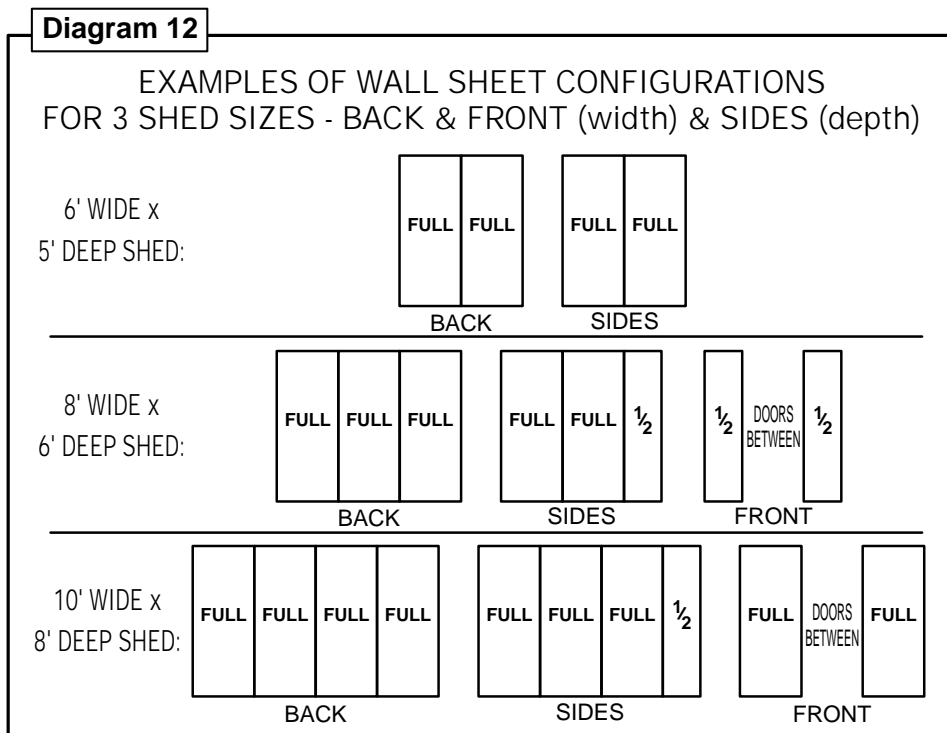 Diagram 12
EXAMPLES OF WALL SHEET CONFIGURATIONS
FOR 3 SHED SIZES - BACK & FRONT (width) & SIDES (depth)
6' WIDE x
5' DEEP SHED:
FULL FULL FULL FULL
BACK SIDES
8' WIDE x
6' DEEP SHED:
FULL FULL FULL FULL FULL ½ ½ DOORS BETWEEN ½
BACK SIDES FRONT
10' WIDE x
8' DEEP SHED:
FULL FULL FULL FULL FULL FULL FULL ½ FULL DOORS BETWEEN FULL
BACK SIDES FRONT